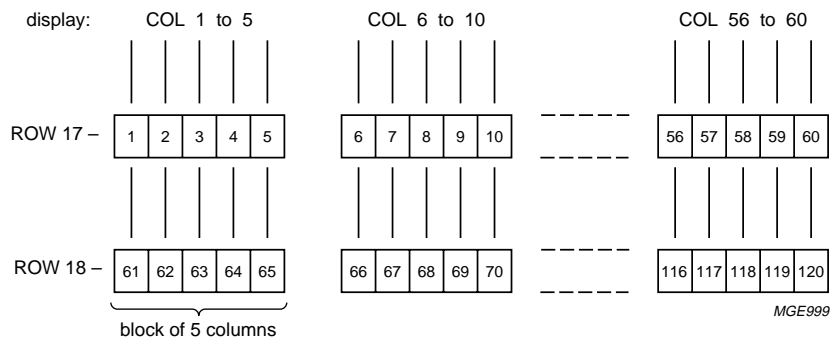 display: COL 1 to 5 COL 6 to 10 COL 56 to 60
ROW 17 – 1 2 3 4 5 6 7 8 9 10 56 57 58 59 60
ROW 18 – 61 62 63 64 65 66 67 68 69 70 116 117 118 119 120
MGE999
block of 5 columns